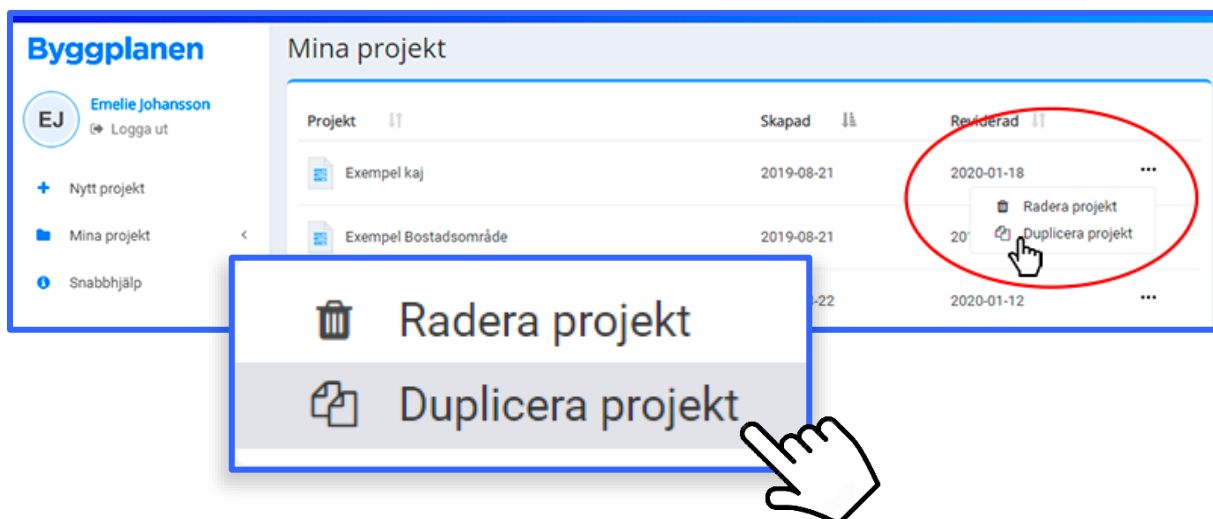 Byggplanen
Mina projekt
EJ
Emelie Johansson
Logga ut
Nytt projekt
Mina projekt
Snabbhjälp
Projekt Skapad Reviderad
Exempel kaj 2019-08-21 2020-01-18 •••
Radera projekt
Duplicera projekt
Exempel Bostadsområde 2019-08-21 20
-22 2020-01-12 •••
Radera projekt
Duplicera projekt